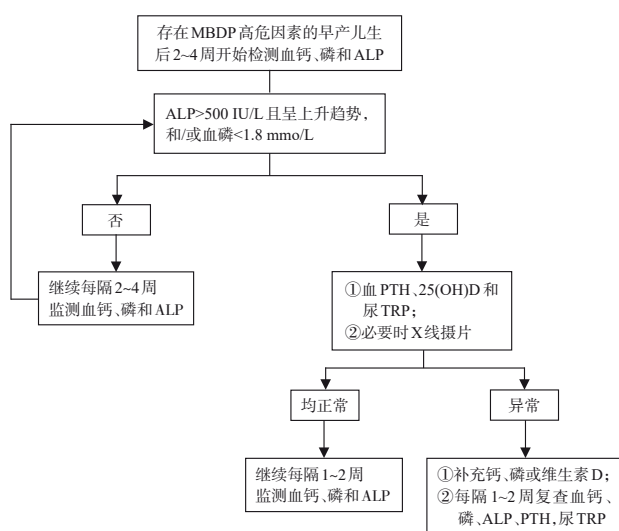 存在MBDP高危因素的早产儿生
后2~4周开始检测血钙、磷和ALP
ALP>500 IU/L且呈上升趋势,
和/或血磷<1.8 mmo/L
否
是
继续每隔2~4周
监测血钙、磷和ALP
①血PTH、25(OH)D和
尿TRP;
②必要时X线摄片
均正常
异常
继续每隔1~2周
监测血钙、磷和ALP
①补充钙、磷或维生素D;
②每隔1~2周复查血钙、
磷、ALP、PTH,尿TRP